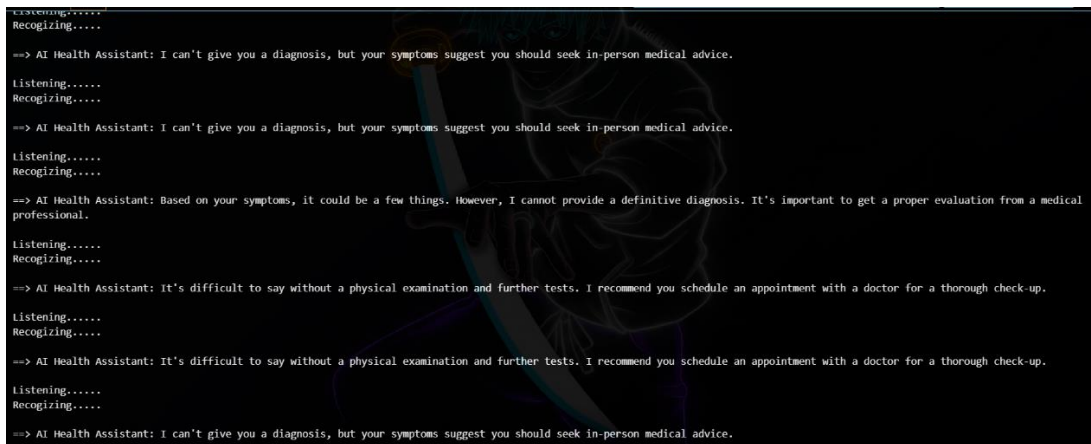 Listening......
Recogizing.....
==> AI Health Assistant: I can't give you a diagnosis, but your symptoms suggest you should seek in-person medical advice.
Listening......
Recogizing.....
==> AI Health Assistant: I can't give you a diagnosis, but your symptoms suggest you should seek in-person medical advice.
Listening......
Recogizing.....
==> AI Health Assistant: Based on your symptoms, it could be a few things. However, I cannot provide a definitive diagnosis. It's important to get a proper evaluation from a medical
professional.
Listening......
Recogizing.....
==> AI Health Assistant: It's difficult to say without a physical examination and further tests. I recommend you schedule an appointment with a doctor for a thorough check-up.
Listening......
Recogizing.....
==> AI Health Assistant: It's difficult to say without a physical examination and further tests. I recommend you schedule an appointment with a doctor for a thorough check-up.
Listening......
Recogizing.....
==> AI Health Assistant: I can't give you a diagnosis, but your symptoms suggest you should seek in-person medical advice.